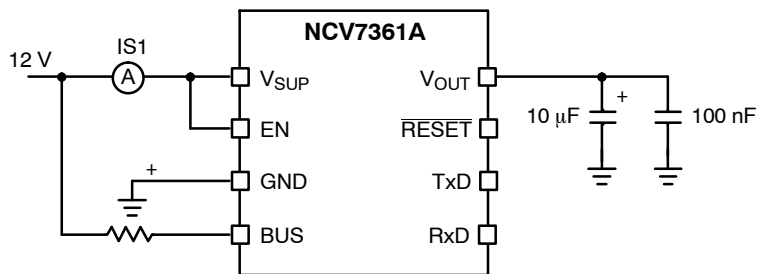 NCV7361A
IS1
12 V
A
VSUP
VOUT
EN
RESET
10 μF
+
100 nF
+
GND
TxD
BUS
RxD